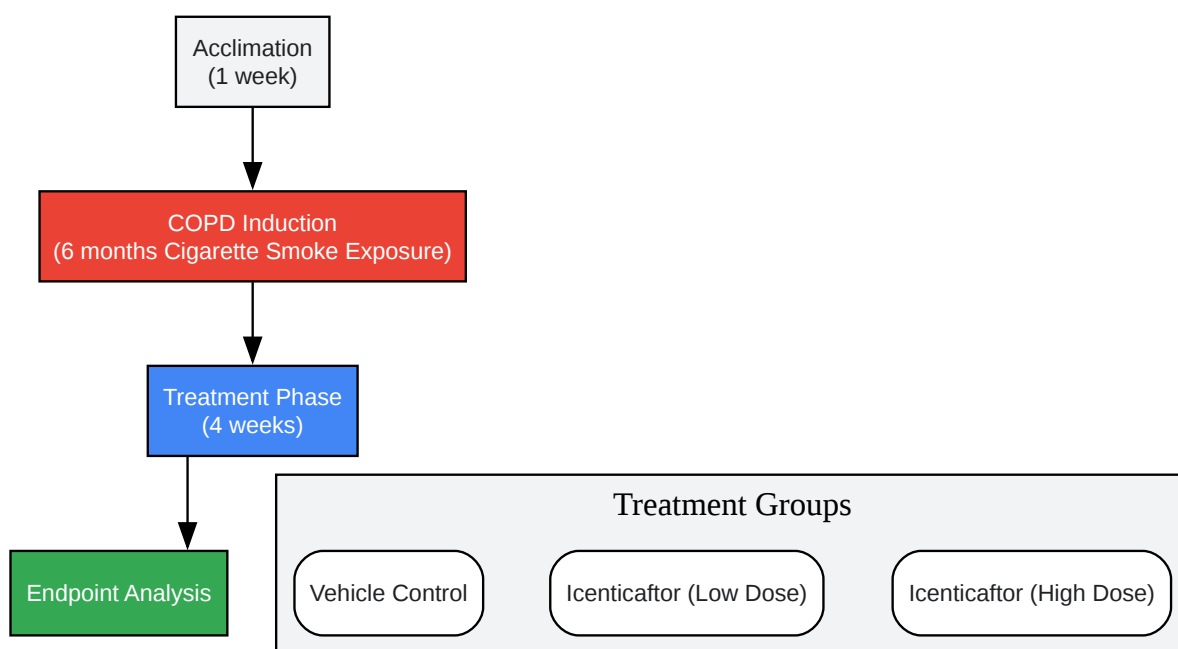 Acclimation
(1 week)
COPD Induction
(6 months Cigarette Smoke Exposure)
Treatment Phase
(4 weeks)
Treatment Groups
Endpoint Analysis
Vehicle Control
Icenticaftor (Low Dose)
Icenticaftor (High Dose)